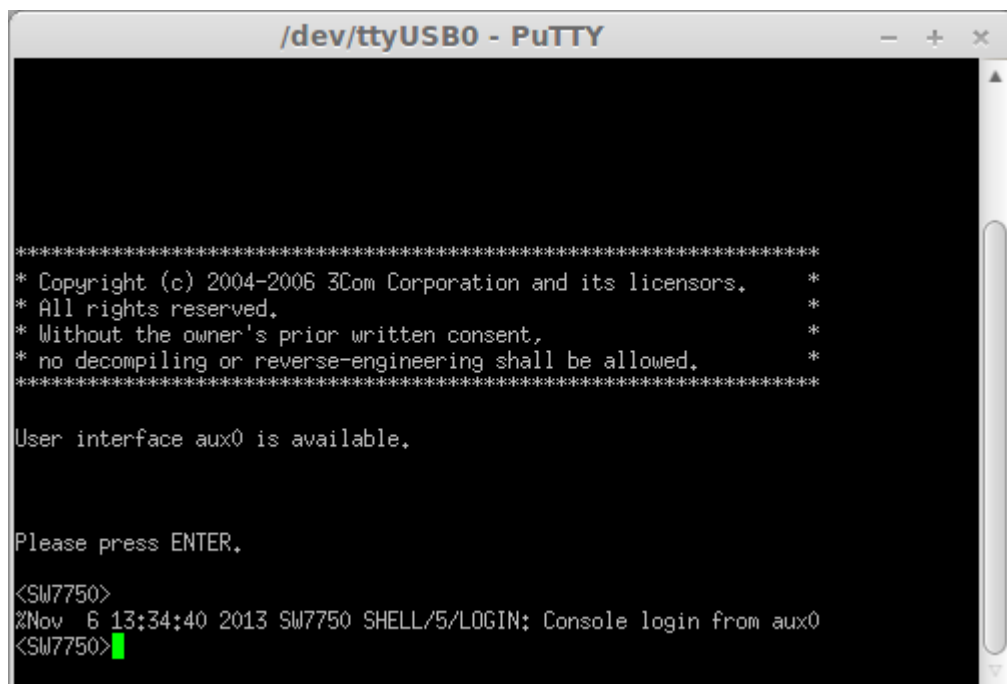 /dev/ttyUSB0 - PuTTY
*******************************************************************
* Copyright (c) 2004-2006 3Com Corporation and its licensors. *
* All rights reserved. *
* Without the owner's prior written consent, *
* no decompiling or reverse-engineering shall be allowed. *
*******************************************************************
User interface aux0 is available.
Please press ENTER.
<SW7750>
%Nov  6 13:34:40 2013 SW7750 SHELL/5/LOGIN: Console login from aux0
<SW7750>